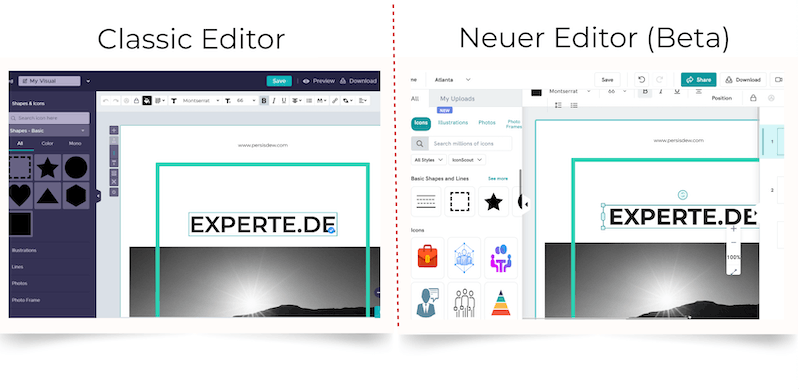 Classic Editor
My Visual
Save
Preview
Download
Shapes & Icons
Search icon here
Shapes - Basic
All
Color
Mono
Illustrations
Lines
Photos
Photo Frame
Montserrat
66
B
I
U
www.persisdew.com
EXPERTE.DE
Neuer Editor (Beta)
me
Atlanta
Save
Share
Download
All
My Uploads
NEW
Icons
Illustrations
Photos
Photo
Frames
Search millions of icons
All Styles
IconScout
Basic Shapes and Lines
See more
Icons
Montserrat
66
B
I
U
Position
www.persisdew.com
EXPERTE.DE
100%
1
2